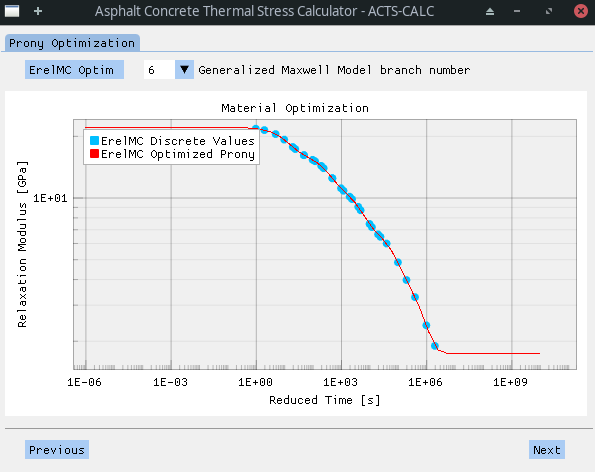 Asphalt Concrete Thermal Stress Calculator - ACTS-CALC
Prony Optimization
ErelMC Optim 6 Generalized Maxwell Model branch number
Material Optimization
ErelMC Discrete Values
ErelMC Optimized Prony
Relaxation Modulus [GPa]
1E+01
1E-06 1E-03 1E+00 1E+03 1E+06 1E+09
Reduced Time [s]
Previous Next